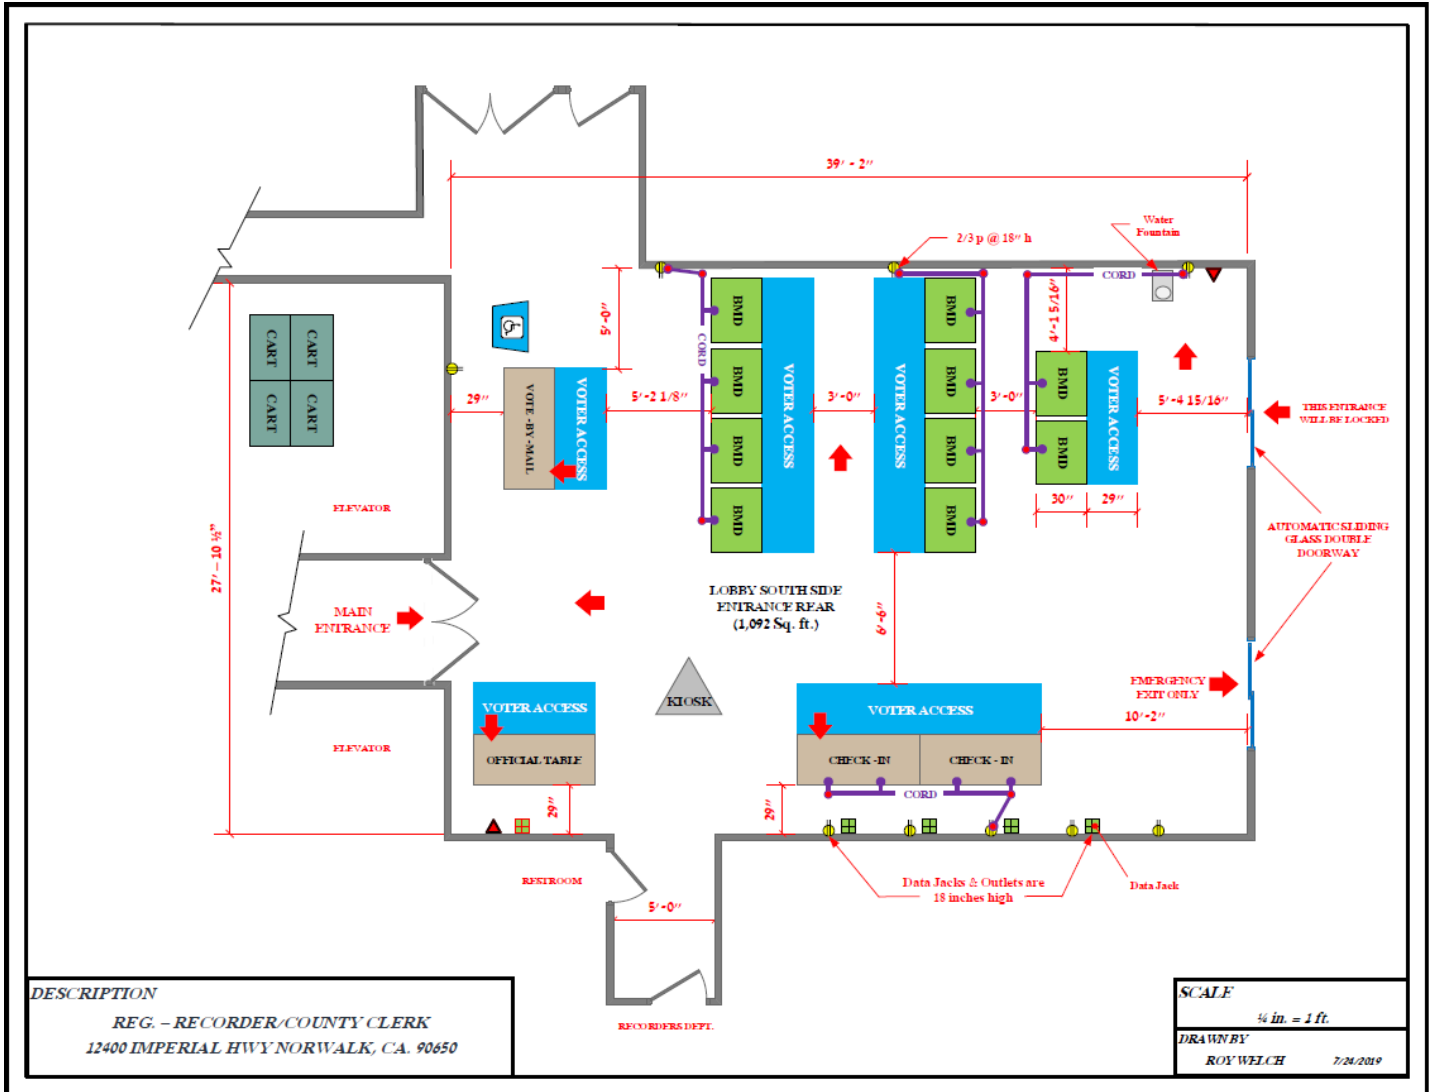 39' - 2"
Water
Fountain
2/3 p @ 18" h
CORD
5'-0"
4'-1 5/16"
CART
CART
CART
CART
BMD
BMD
BMD
BMD
CORD
VOTER ACCESS
VOTER ACCESS
BMD
BMD
BMD
BMD
BMD
BMD
VOTER ACCESS
VOTE -BY-MAIL
VOTER ACCESS
29"
5'-2 1/8"
3'-0"
3'-0"
5'-4 15/16"
THIS ENTRANCE
WILL BE LOCKED
30"
29"
ELEVATOR
AUTOMATIC SLIDING
GLASS DOUBLE
DOORWAY
27' – 10 ½"
MAIN
ENTRANCE
LOBBY SOUTH SIDE
ENTRANCE REAR
(1,092 Sq. ft.)
6'-6"
EMERGENCY
EXIT ONLY
KIOSK
VOTER ACCESS
VOTER ACCESS
10'-2"
ELEVATOR
OFFICIAL TABLE
CHECK -IN
CHECK - IN
CORD
29"
29"
RESTROOM
Data Jacks & Outlets are
18 inches high
Data Jack
5'-0"
RECORDERS DEPT.
DESCRIPTION
REG. – RECORDER/COUNTY CLERK
12400 IMPERIAL HWY NORWALK, CA. 90650
SCALE
¼ in. = 1 ft.
DRAWN BY
ROY WELCH 7/24/2019